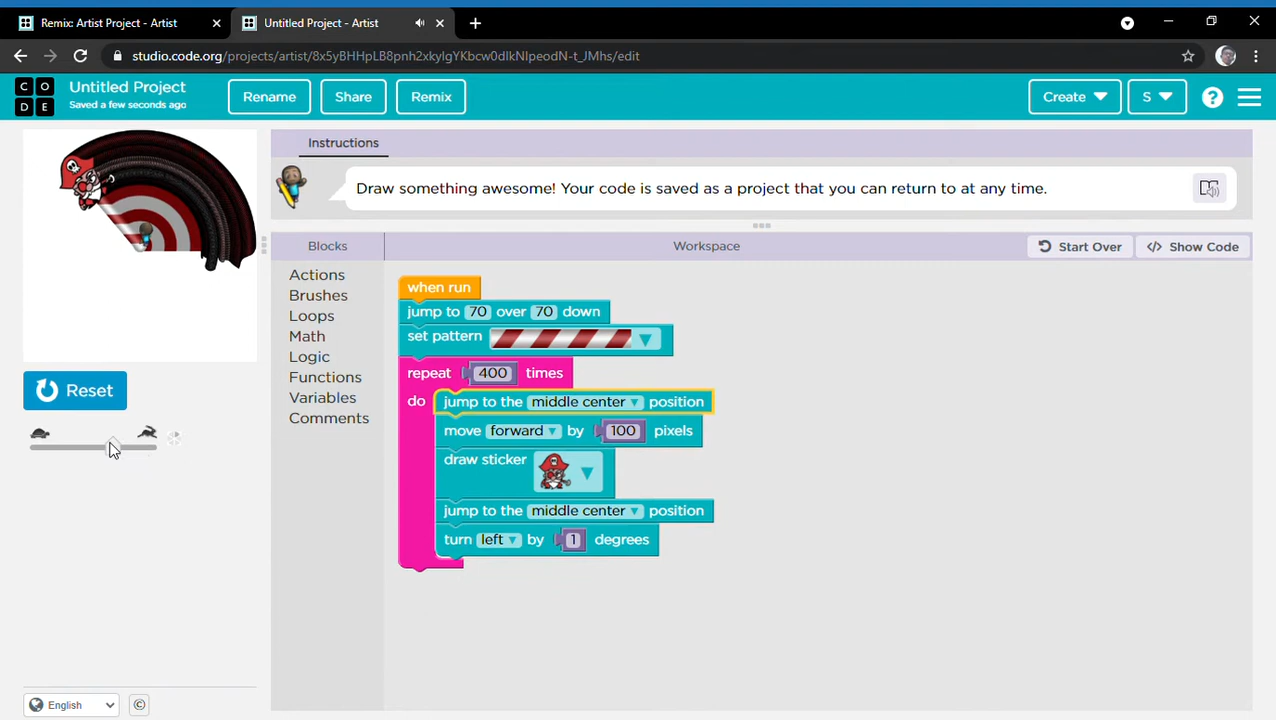 Remix: Artist Project - Artist
Untitled Project - Artist
studio.code.org/projects/artist/8x5yBHHpLB8pnh2xkylgYKbcw0dlkNlpeodN-t_JMhs/edit
C O
D E
Untitled Project
Saved a few seconds ago
Rename
Share
Remix
Create
S
?
Instructions
Draw something awesome! Your code is saved as a project that you can return to at any time.
Blocks
Workspace
Start Over
</> Show Code
Actions
Brushes
Loops
Math
Logic
Functions
Variables
Comments
when run
jump to 70 over 70 down
set pattern
repeat 400 times
do jump to the middle center position
move forward by 100 pixels
draw sticker
jump to the middle center position
turn left by 1 degrees
Reset
English
©